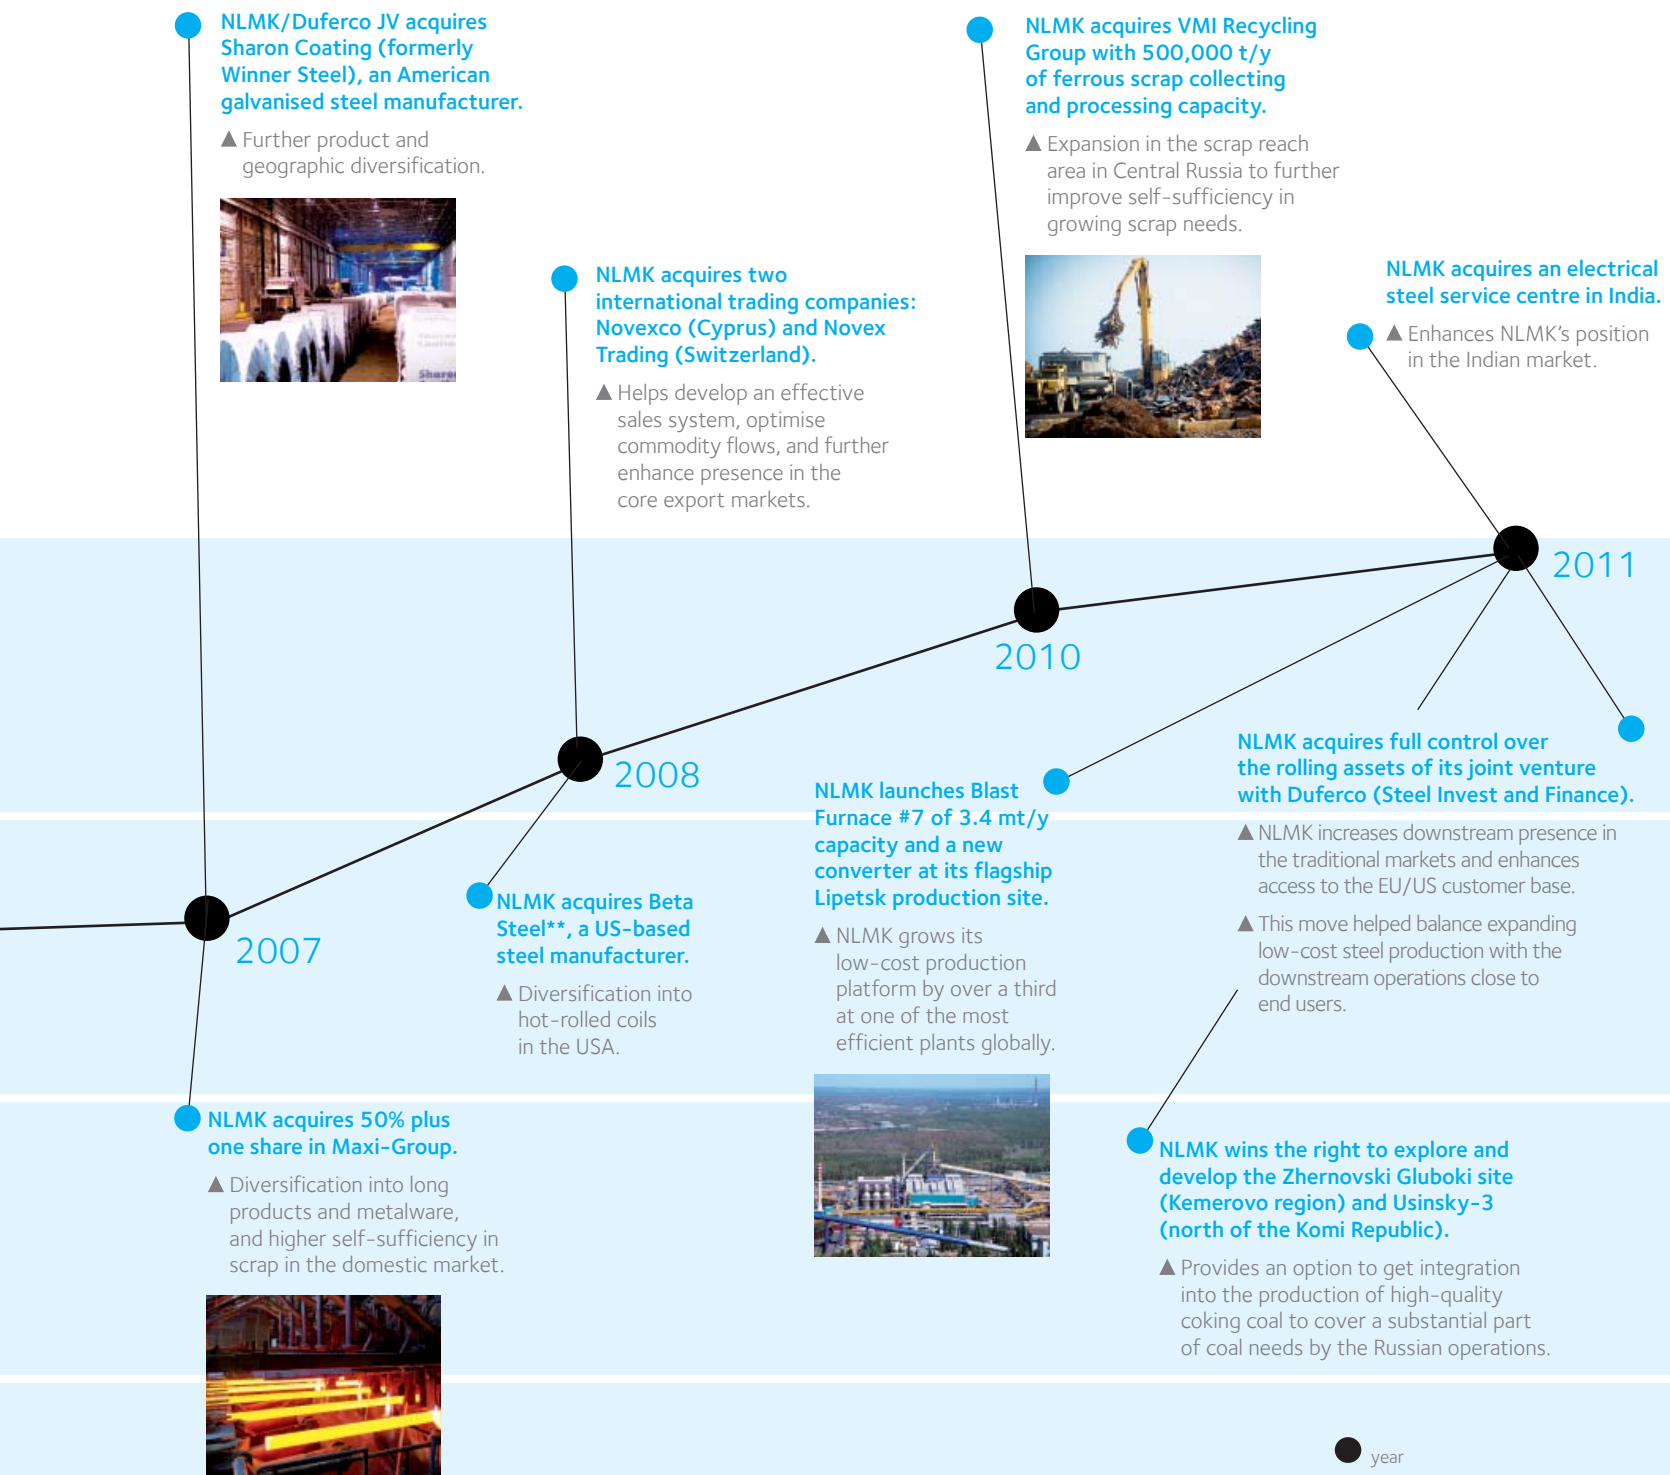 NLMK/Duferco JV acquires
Sharon Coating (formerly
Winner Steel), an American
galvanised steel manufacturer.
▲ Further product and
geographic diversification.
NLMK acquires two
international trading companies:
Novexco (Cyprus) and Novex
Trading (Switzerland).
▲ Helps develop an effective
sales system, optimise
commodity flows, and further
enhance presence in the
core export markets.
NLMK acquires VMI Recycling
Group with 500,000 t/y
of ferrous scrap collecting
and processing capacity.
▲ Expansion in the scrap reach
area in Central Russia to further
improve self-sufficiency in
growing scrap needs.
NLMK acquires an electrical
steel service centre in India.
▲ Enhances NLMK’s position
in the Indian market.
2011
2010
2008
2007
NLMK acquires 50% plus
one share in Maxi-Group.
▲ Diversification into long
products and metalware,
and higher self-sufficiency in
scrap in the domestic market.
NLMK acquires Beta
Steel**, a US-based
steel manufacturer.
▲ Diversification into
hot-rolled coils
in the USA.
NLMK launches Blast
Furnace #7 of 3.4 mt/y
capacity and a new
converter at its flagship
Lipetsk production site.
▲ NLMK grows its
low-cost production
platform by over a third
at one of the most
efficient plants globally.
NLMK acquires full control over
the rolling assets of its joint venture
with Duferco (Steel Invest and Finance).
▲ NLMK increases downstream presence in
the traditional markets and enhances
access to the EU/US customer base.
▲ This move helped balance expanding
low-cost steel production with the
downstream operations close to
end users.
NLMK wins the right to explore and
develop the Zhernovski Gluboki site
(Kemerovo region) and Usinsky-3
(north of the Komi Republic).
▲ Provides an option to get integration
into the production of high-quality
coking coal to cover a substantial part
of coal needs by the Russian operations.
year